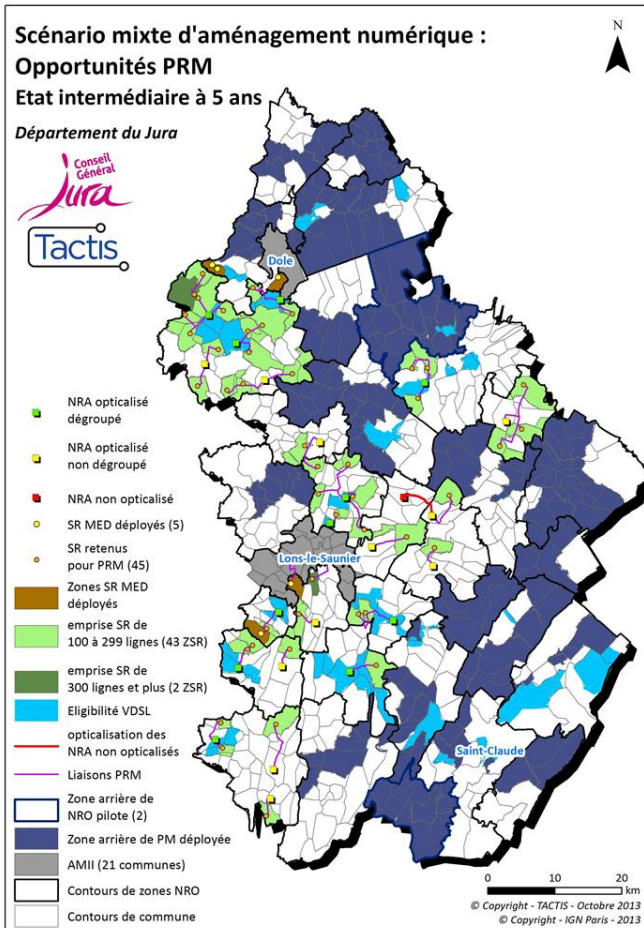 Scénario mixte d'aménagement numérique :
Opportunités PRM
Etat intermédiaire à 5 ans
Département du Jura
Conseil
Général
Jura
Tactis
N
Dole
Lons-le-Saunier
Saint-Claude
NRA opticalisé
dégroupé
NRA opticalisé
non dégroupé
NRA non opticalisé
SR MED déployés (5)
SR retenus
pour PRM (45)
Zones SR MED
déployés
emprise SR de
100 à 299 lignes (43 ZSR)
emprise SR de
300 lignes et plus (2 ZSR)
Eligibilité VDSL
opticalisation des
NRA non opticalisés
Liaisons PRM
Zone arrière de
NRO pilote (2)
Zone arrière de PM déployée
AMII (21 communes)
Contours de zones NRO
Contours de commune
0 10 20
km
© Copyright - TACTIS - Octobre 2013
© Copyright - IGN Paris - 2013